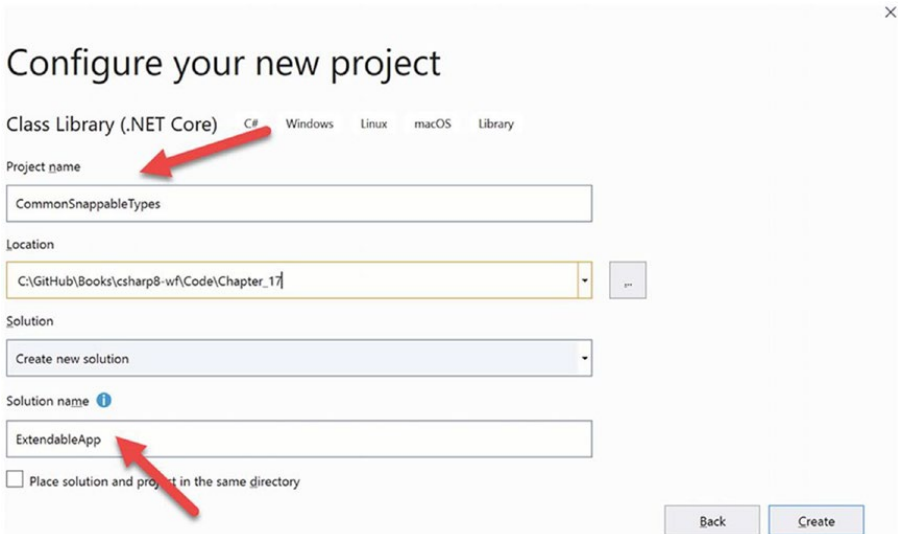 Configure your new project
Class Library (.NET Core) C# Windows Linux macOS Library
Project name
CommonSnappableTypes
Location
C:\GitHub\Books\csharp8-wf\Code\Chapter_17
...
Solution
Create new solution
Solution name
ExtendableApp
Place solution and project in the same directory
Back Create